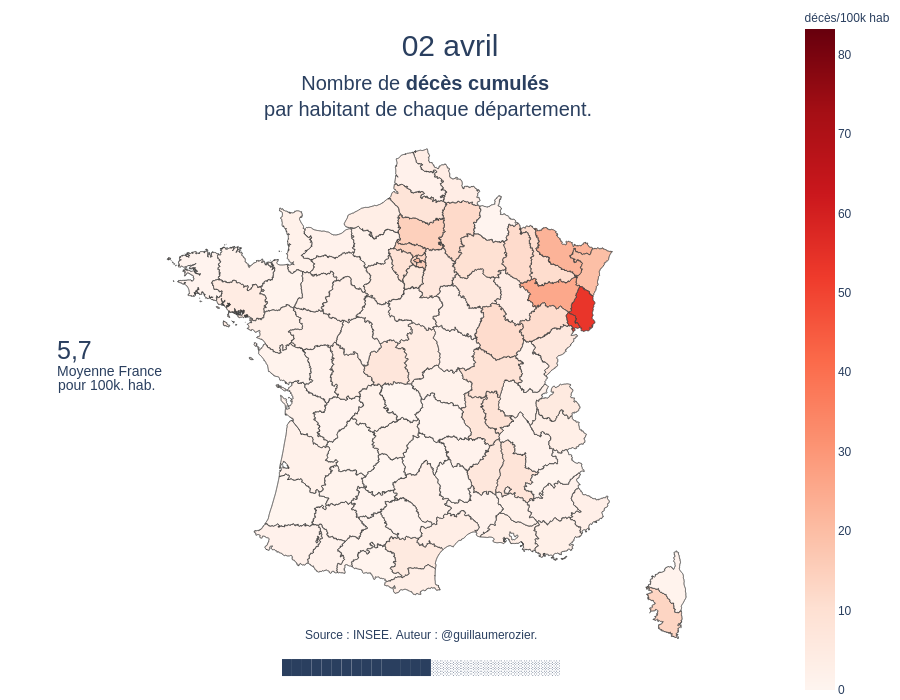 décès/100k hab
02 avril
Nombre de décès cumulés
par habitant de chaque département.
80
70
60
50
40
30
20
10
0
5,7
Moyenne France
pour 100k. hab.
Source : INSEE. Auteur : @guillaumerozier.